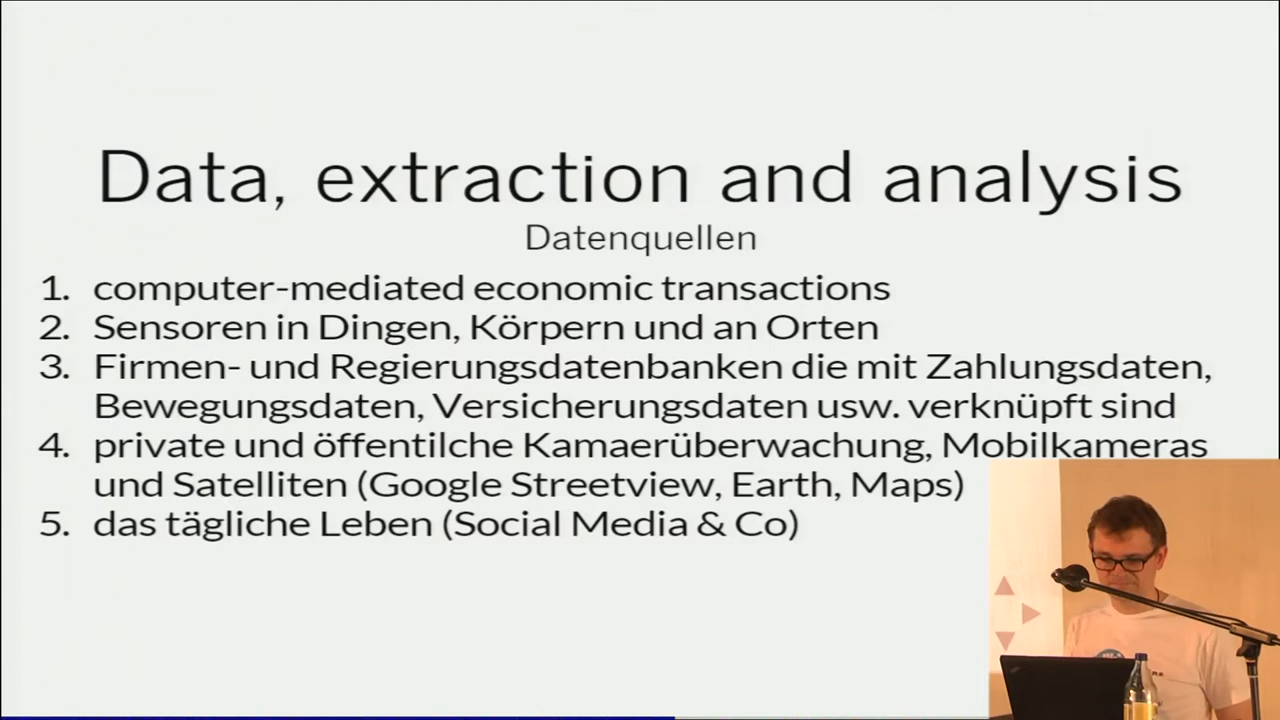 Data, extraction and analysis
Datenquellen
1. computer-mediated economic transactions
2. Sensoren in Dingen, Körpern und an Orten
3. Firmen- und Regierungsdatenbanken die mit Zahlungsdaten,
Bewegungsdaten, Versicherungsdaten usw. verknüpft sind
4. private und öffentilche Kamaerüberwachung, Mobilkameras
und Satelliten (Google Streetview, Earth, Maps)
5. das tägliche Leben (Social Media & Co)